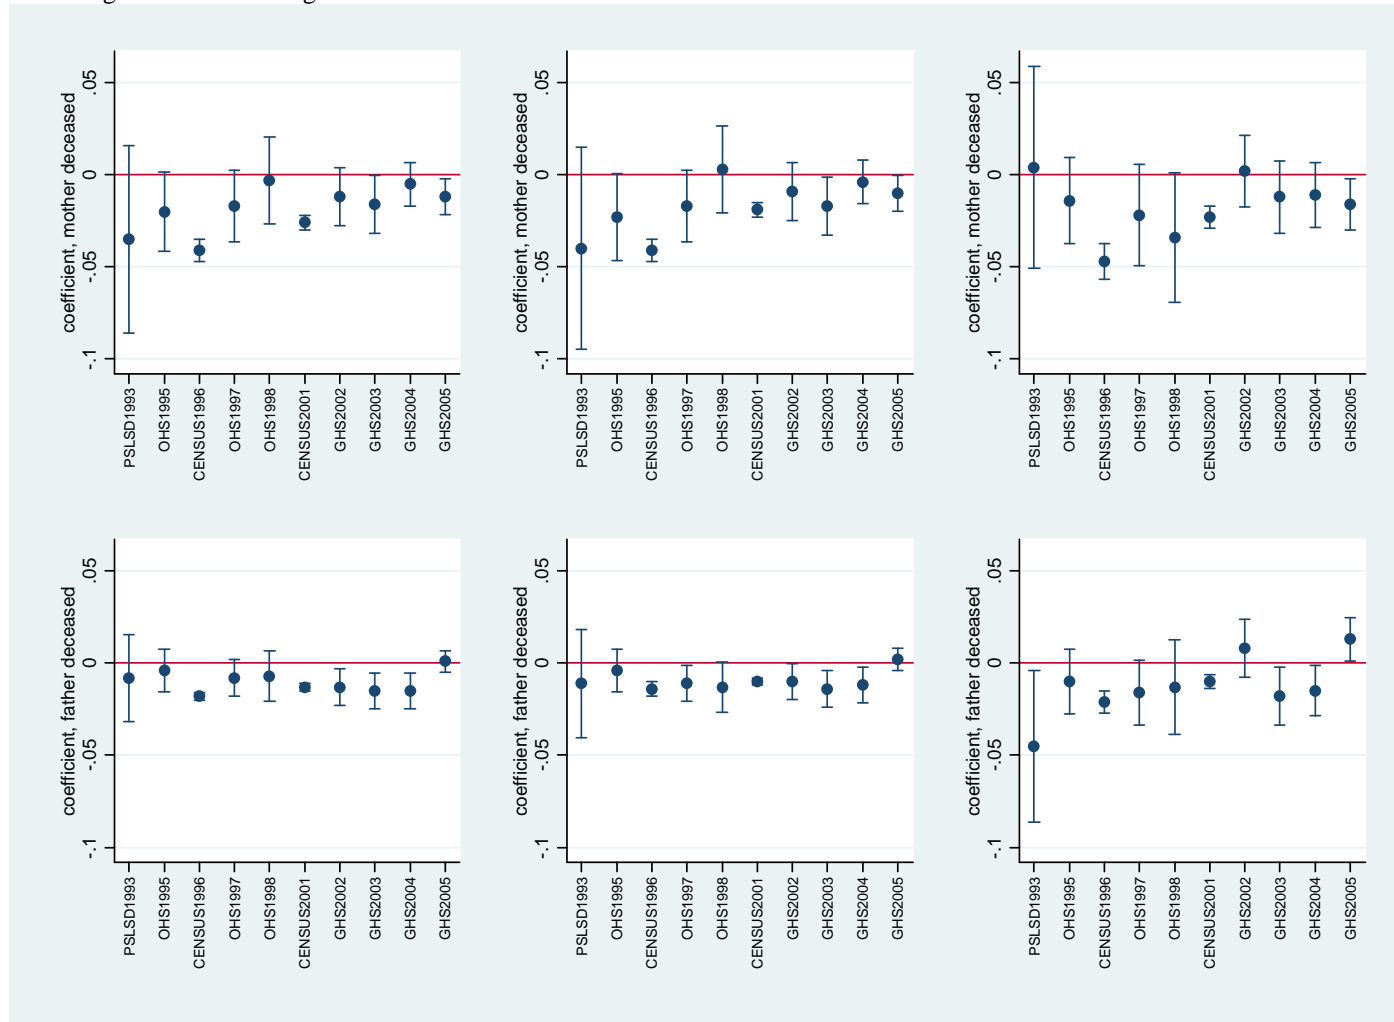 coefficient, mother deceased
.05
0
-.05
-.1
PSLSD1993
OHS1995
CENSUS1996
OHS1997
OHS1998
CENSUS2001
GHS2002
GHS2003
GHS2004
GHS2005
coefficient, mother deceased
.05
0
-.05
-.1
PSLSD1993
OHS1995
CENSUS1996
OHS1997
OHS1998
CENSUS2001
GHS2002
GHS2003
GHS2004
GHS2005
coefficient, mother deceased
.05
0
-.05
-.1
PSLSD1993
OHS1995
CENSUS1996
OHS1997
OHS1998
CENSUS2001
GHS2002
GHS2003
GHS2004
GHS2005
coefficient, father deceased
.05
0
-.05
-.1
PSLSD1993
OHS1995
CENSUS1996
OHS1997
OHS1998
CENSUS2001
GHS2002
GHS2003
GHS2004
GHS2005
coefficient, father deceased
.05
0
-.05
-.1
PSLSD1993
OHS1995
CENSUS1996
OHS1997
OHS1998
CENSUS2001
GHS2002
GHS2003
GHS2004
GHS2005
coefficient, father deceased
.05
0
-.05
-.1
PSLSD1993
OHS1995
CENSUS1996
OHS1997
OHS1998
CENSUS2001
GHS2002
GHS2003
GHS2004
GHS2005